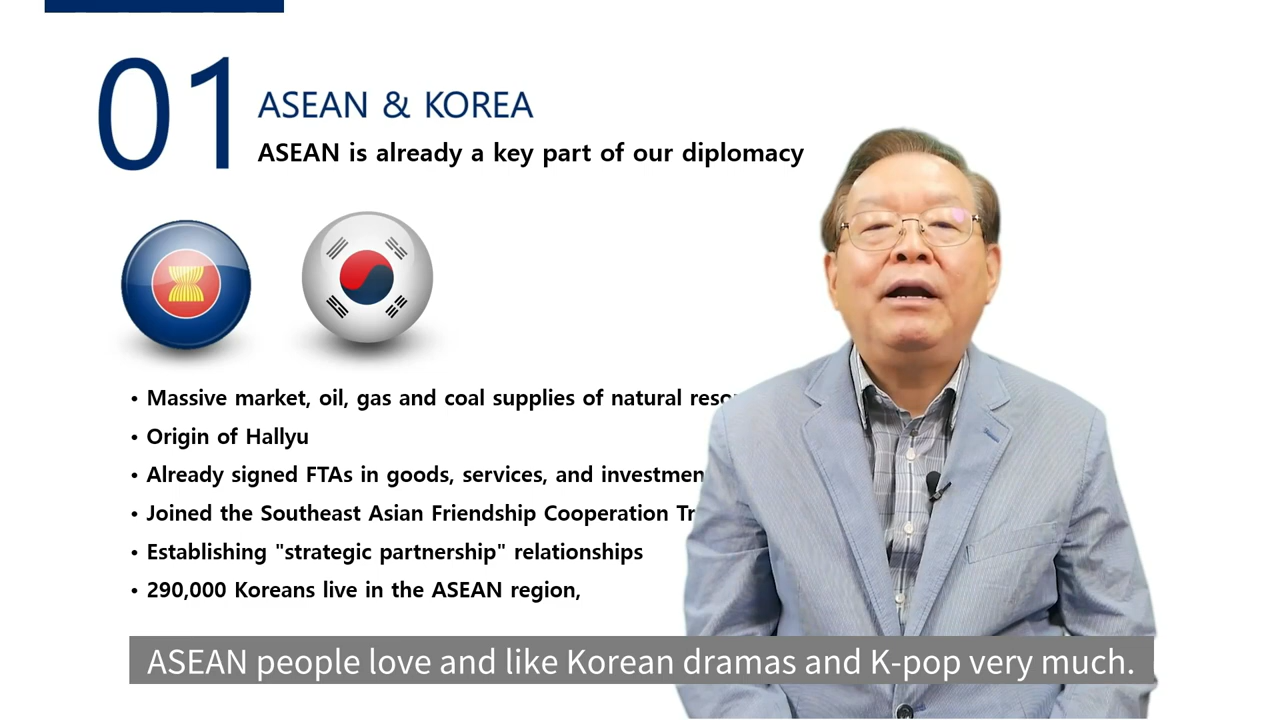 01
ASEAN & KOREA
ASEAN is already a key part of our diplomacy
• Massive market, oil, gas and coal supplies of natural
• Origin of Hallyu
• Already signed FTAs in goods, services, and
• Joined the Southeast Asian Friendship Cooperation
• Establishing "strategic partnership" relationships
• 290,000 Koreans live in the ASEAN region,
ASEAN people love and like Korean dramas and K-pop very much.